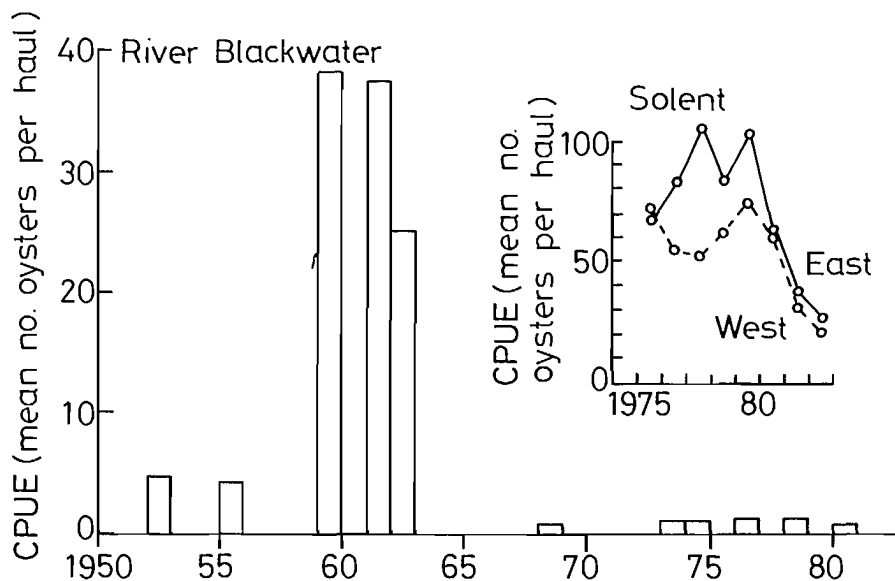 River Blackwater
CPUE (mean no. oysters per haul)
40
30
20
10
0
1950
55
60
65
70
75
80
Solent
CPUE (mean no.
oysters per haul)
100
50
0
East
West
1975
80